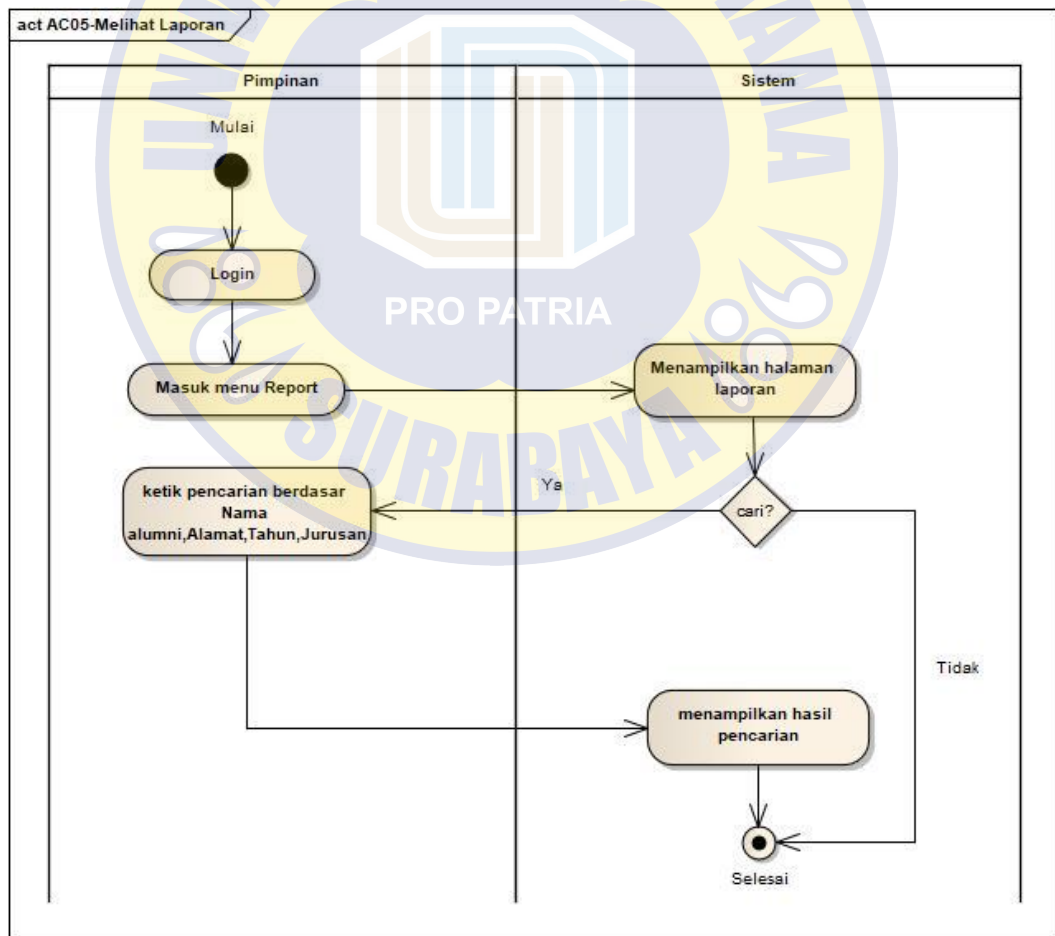 act AC05-Melihat Laporan
Pimpinan
Sistem
Mulai
Login
PRO PATRIA
Masuk menu Report
Menampilkan halaman
laporan
SURABAYA
ketik pencarian berdasar
Nama
alumni,Alamat,Tahun,Jurusan
Ya
cari?
Tidak
menampilkan hasil
pencarian
Selesai